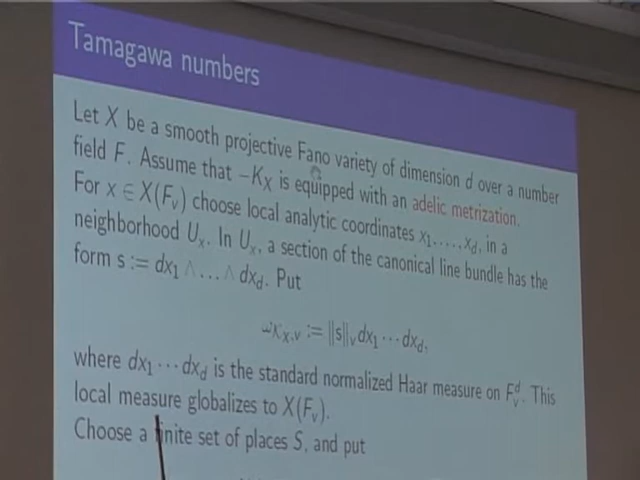 Tamagawa numbers
Let X be a smooth projective Fano variety of dimension d over a number
field F. Assume that −K_X is equipped with an adelic metrization.
For x ∈ X(F_v) choose local analytic coordinates x_1, . . . , x_d, in a
neighborhood U_x. In U_x, a section of the canonical line bundle has the
form s := dx_1 ∧ . . . ∧ dx_d. Put
ω_{K_X,v} := ‖s‖_v dx_1 · · · dx_d,
where dx_1 · · · dx_d is the standard normalized Haar measure on F_v^d. This
local measure globalizes to X(F_v).
Choose a finite set of places S, and put